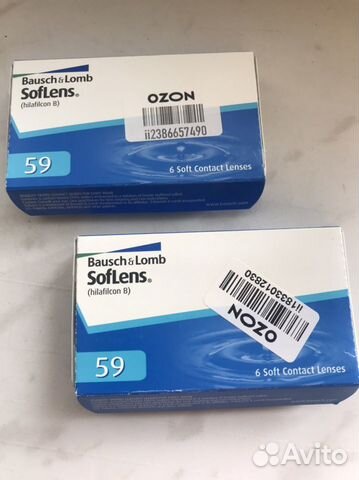 Bausch & Lomb
SofLens®
(hilafilcon B)
OZON
ii2386657490
59
6 Soft Contact Lenses
Bausch & Lomb
SofLens®
(hilafilcon B)
OZON
ii1833012830
59
6 Soft Contact Lenses
Avito